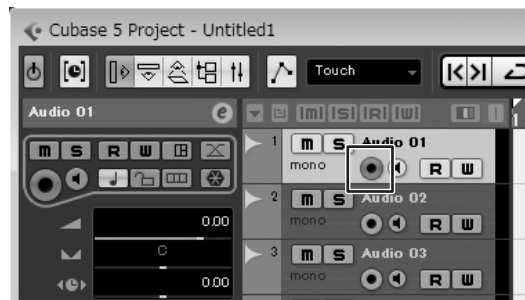 Cubase 5 Project - Untitled1
Touch
Audio 01 e m S R W 1
m S R W
0.00
C
0.00
1 m S Audio 01
mono R W
2 m S Audio 02
mono R W
3 m S Audio 03
mono R W